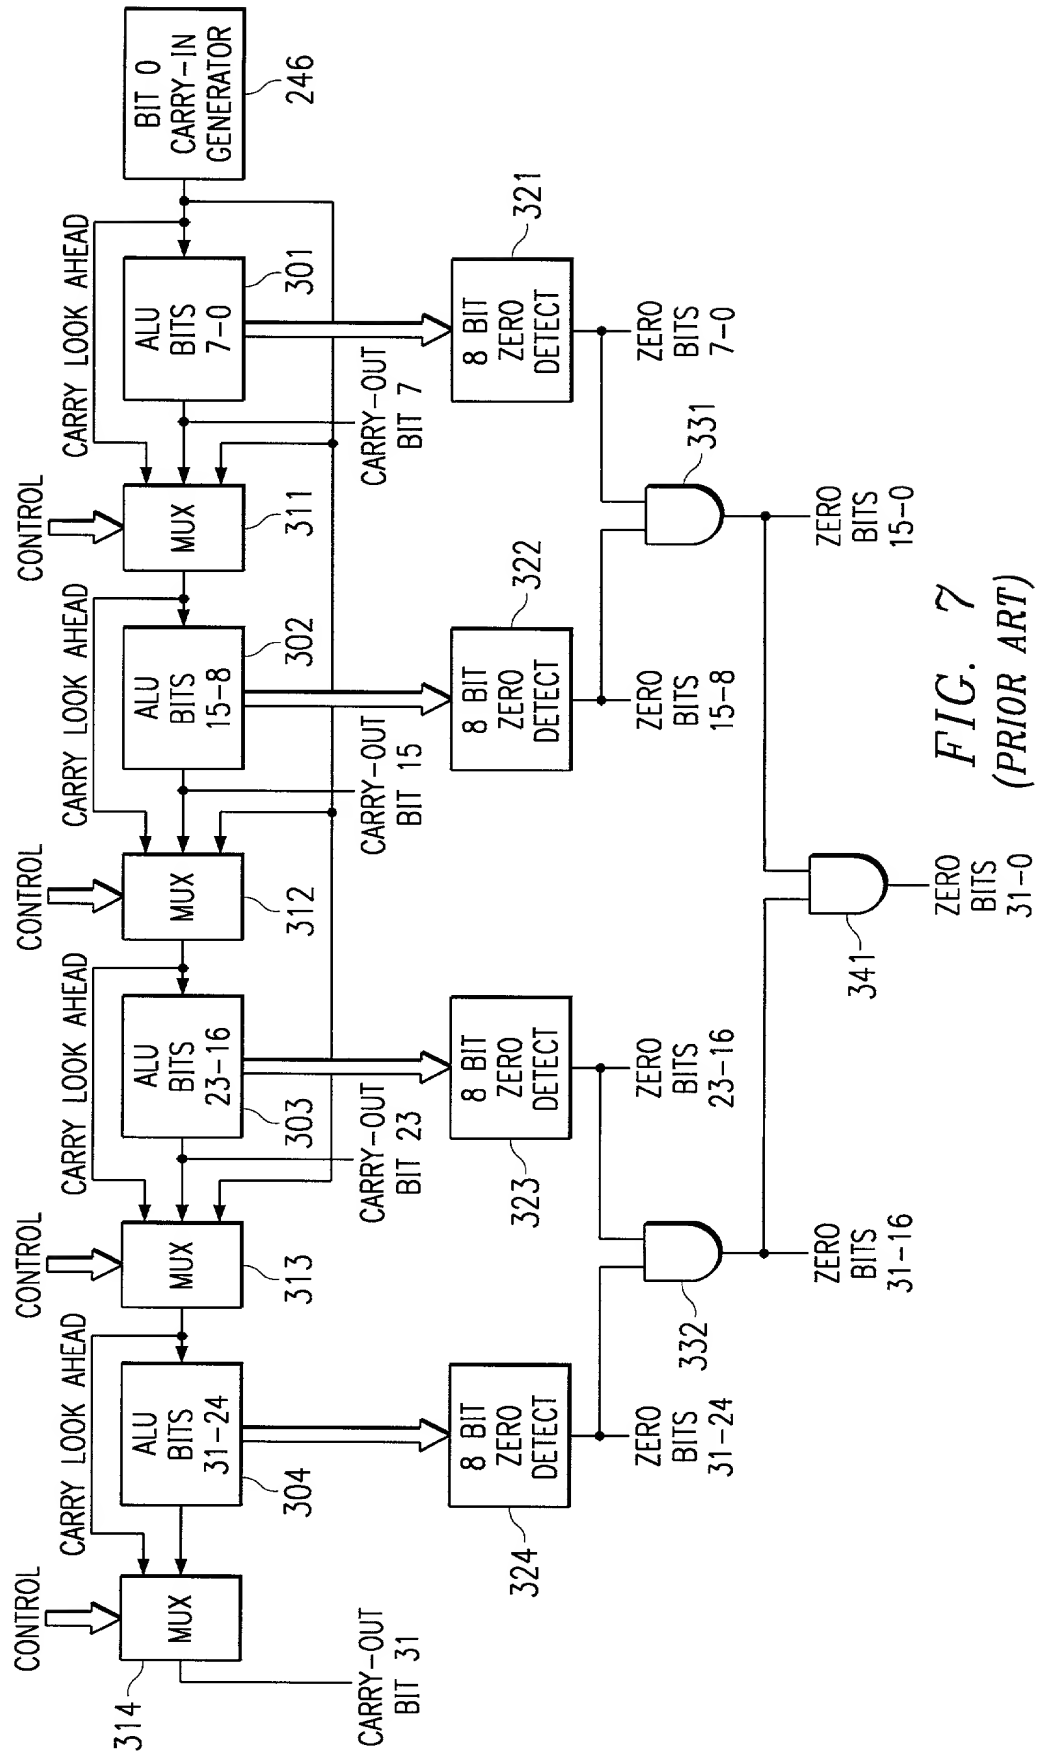 CONTROL
CONTROL
CONTROL
CONTROL
CARRY LOOK AHEAD
CARRY LOOK AHEAD
CARRY LOOK AHEAD
CARRY LOOK AHEAD
314
MUX
ALU
BITS
31-24
304
MUX
313
ALU
BITS
23-16
303
MUX
312
ALU
BITS
15-8
302
MUX
311
ALU
BITS
7-0
301
BIT 0
CARRY-IN
GENERATOR
246
CARRY-OUT
BIT 31
CARRY-OUT
BIT 23
CARRY-OUT
BIT 15
CARRY-OUT
BIT 7
8 BIT
ZERO
DETECT
324
8 BIT
ZERO
DETECT
323
8 BIT
ZERO
DETECT
322
8 BIT
ZERO
DETECT
321
ZERO
BITS
31-24
332
ZERO
BITS
23-16
ZERO
BITS
15-8
331
ZERO
BITS
7-0
ZERO
BITS
31-16
341
ZERO
BITS
15-0
ZERO
BITS
31-0
FIG. 7
(PRIOR ART)